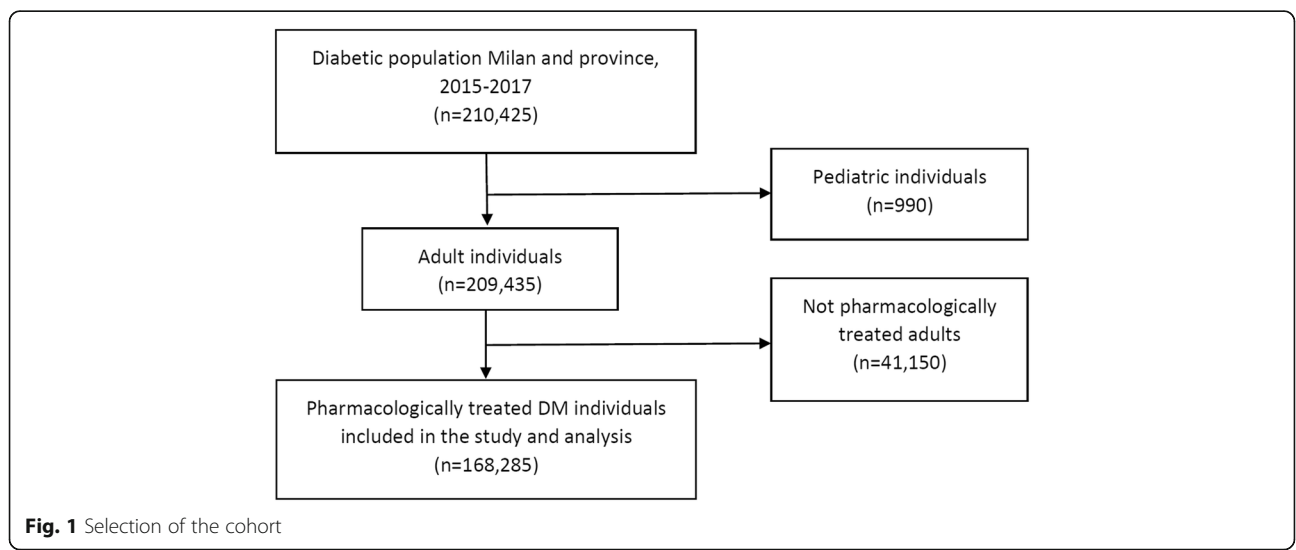 Diabetic population Milan and province,
2015-2017
(n=210,425)
Pediatric individuals
(n=990)
Adult individuals
(n=209,435)
Not pharmacologically
treated adults
(n=41,150)
Pharmacologically treated DM individuals
included in the study and analysis
(n=168,285)
Fig. 1 Selection of the cohort